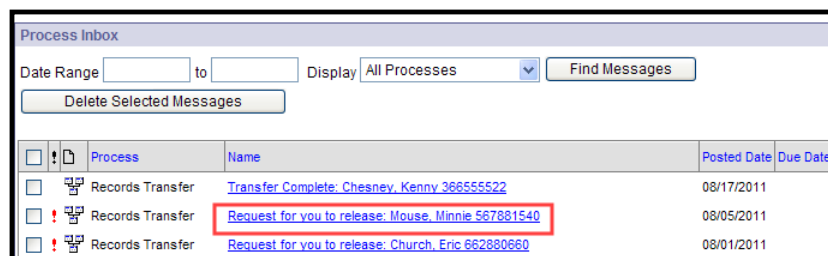 Process Inbox
Date Range to Display All Processes Find Messages
Delete Selected Messages
! Process Name Posted Date Due Date
Records Transfer Transfer Complete: Chesney, Kenny 366555522 08/17/2011
! Records Transfer Request for you to release: Mouse, Minnie 567881540 08/05/2011
! Records Transfer Request for you to release: Church, Eric 662880660 08/01/2011